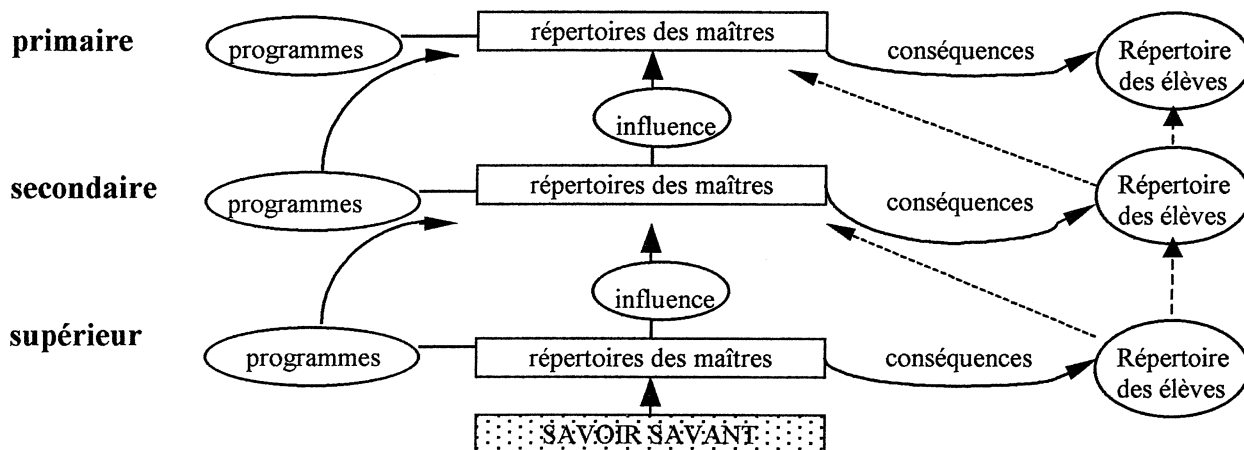 primaire
programmes
répertoires des maîtres
conséquences
Répertoire
des élèves
influence
secondaire
programmes
répertoires des maîtres
conséquences
Répertoire
des élèves
influence
supérieur
programmes
répertoires des maîtres
conséquences
Répertoire
des élèves
SAVOIR SAVANT